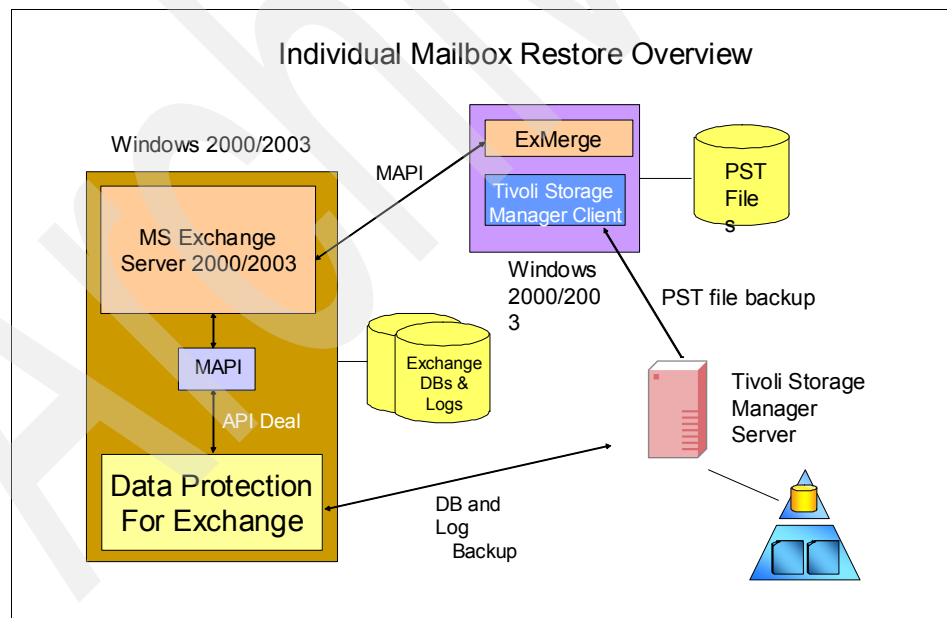 Individual Mailbox Restore Overview
Windows 2000/2003
MS Exchange
Server 2000/2003
MAPI
API Deal
Data Protection
For Exchange
Exchange
DBs &
Logs
MAPI
ExMerge
Tivoli Storage
Manager Client
Windows
2000/200
3
PST
File
s
PST file backup
Tivoli Storage
Manager
Server
DB and
Log
Backup